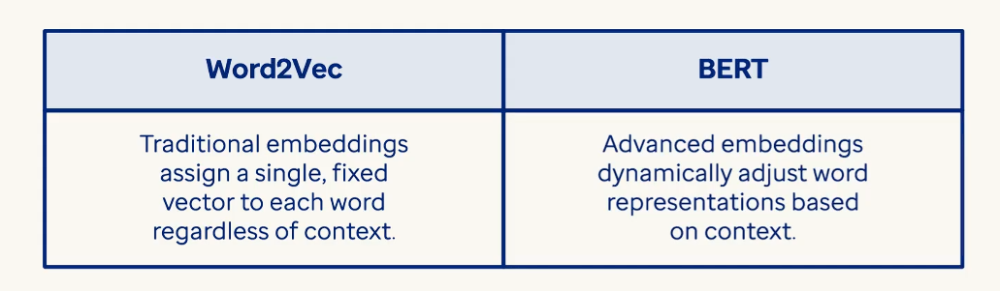 Word2Vec
BERT
Traditional embeddings
assign a single, fixed
vector to each word
regardless of context.
Advanced embeddings
dynamically adjust word
representations based
on context.